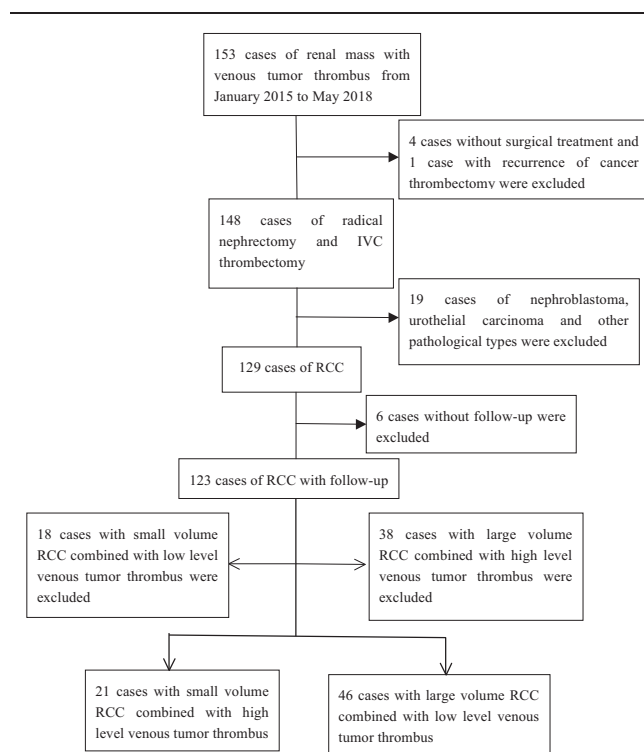 153 cases of renal mass with
venous tumor thrombus from
January 2015 to May 2018
4 cases without surgical treatment and
1 case with recurrence of cancer
thrombectomy were excluded
148 cases of radical
nephrectomy and IVC
thrombectomy
19 cases of nephroblastoma,
urothelial carcinoma and other
pathological types were excluded
129 cases of RCC
6 cases without follow-up were
excluded
123 cases of RCC with follow-up
18 cases with small volume
RCC combined with low level
venous tumor thrombus were
excluded
38 cases with large volume
RCC combined with high level
venous tumor thrombus were
excluded
21 cases with small volume
RCC combined with high
level venous tumor thrombus
46 cases with large volume RCC
combined with low level venous
tumor thrombus